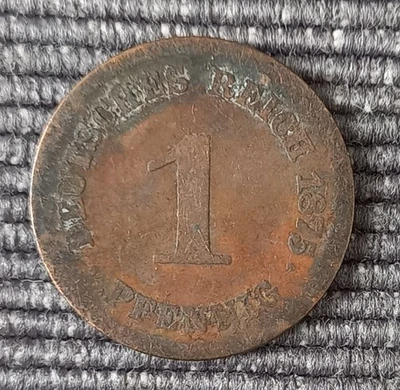 DEUTSCHES REICH 1875
1
PFENNIG